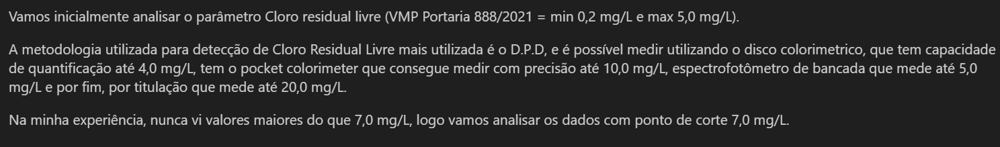 Vamos inicialmente analisar o parâmetro Cloro residual livre (VMP Portaria 888/2021 = min 0,2 mg/L e max 5,0 mg/L).
A metodologia utilizada para detecção de Cloro Residual Livre mais utilizada é o D.P.D, e é possível medir utilizando o disco colorimetrico, que tem capacidade
de quantificação até 4,0 mg/L, tem o pocket colorimeter que consegue medir com precisão até 10,0 mg/L, espectrofotômetro de bancada que mede até 5,0
mg/L e por fim, por titulação que mede até 20,0 mg/L.
Na minha experiência, nunca vi valores maiores do que 7,0 mg/L, logo vamos analisar os dados com ponto de corte 7,0 mg/L.